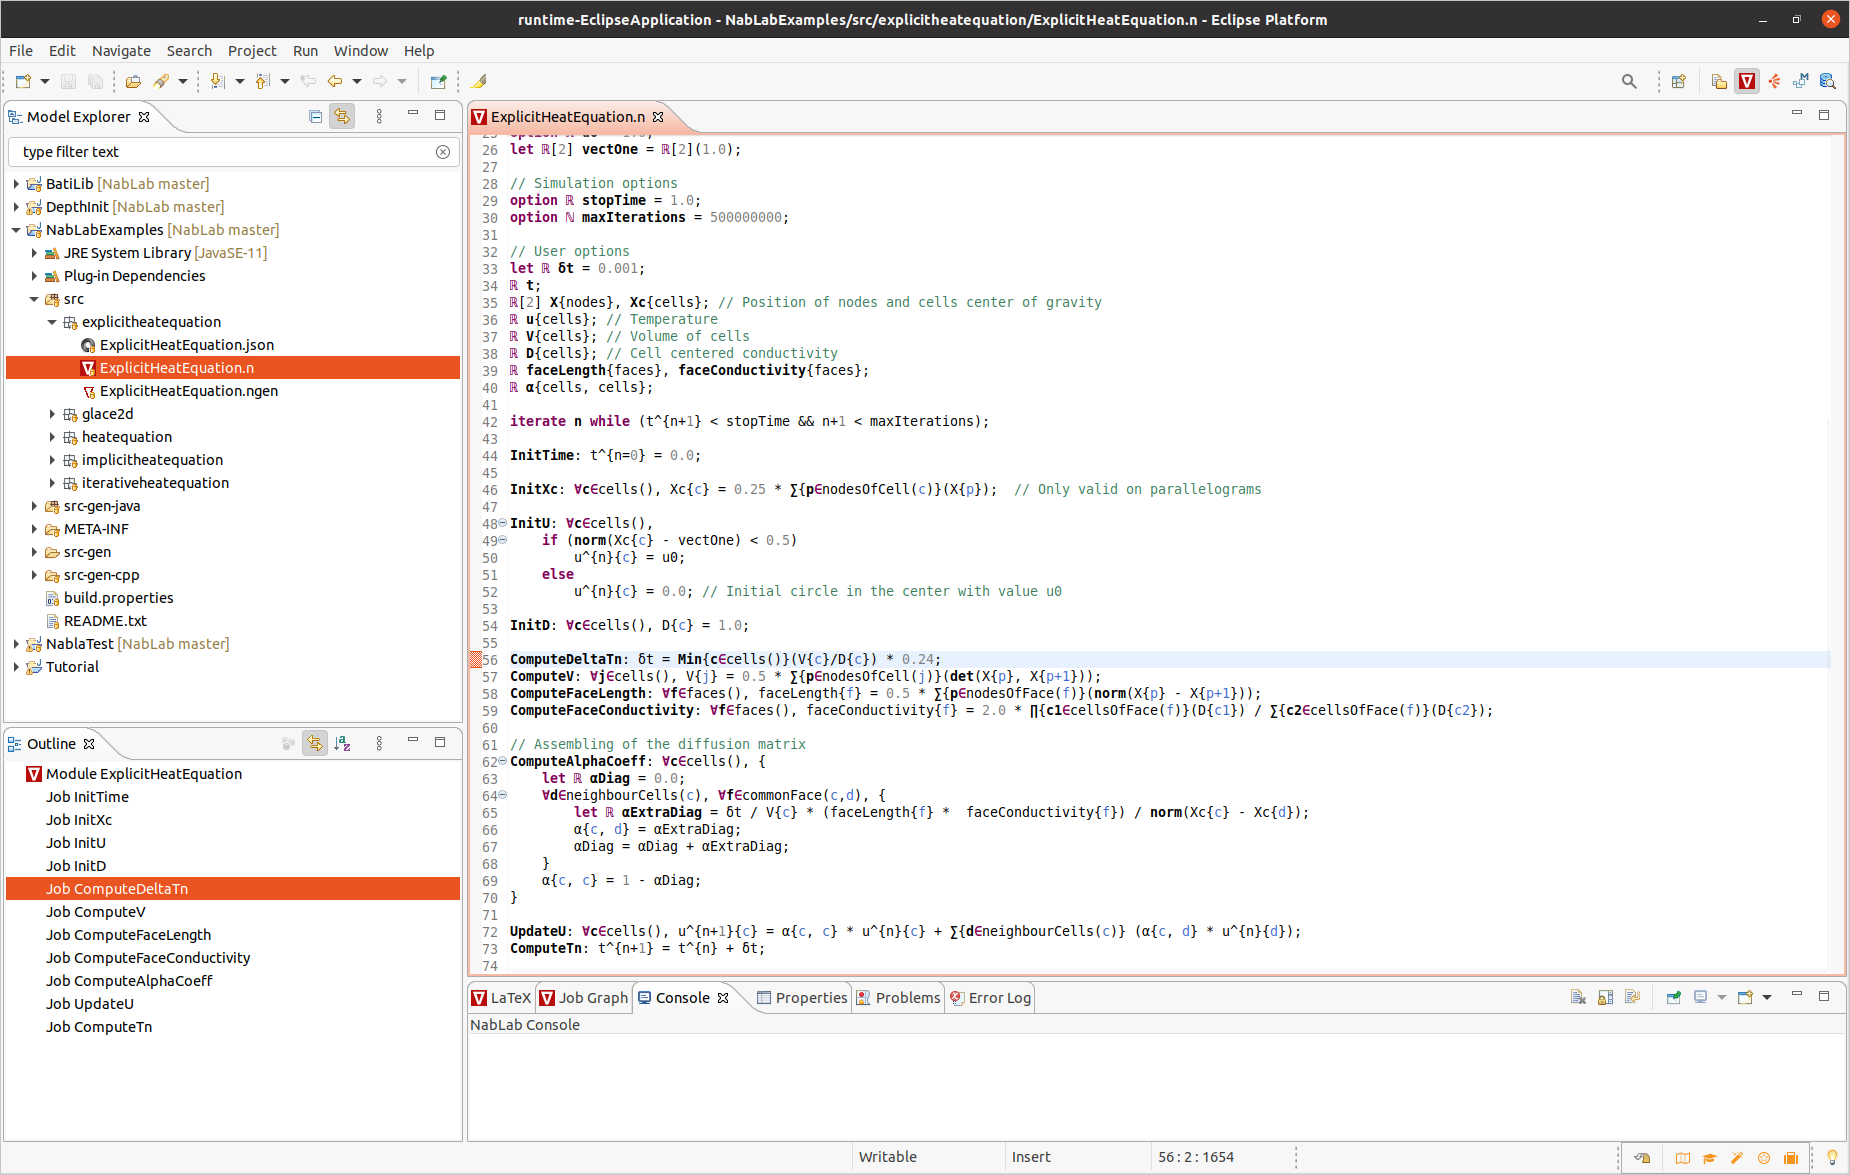 runtime-EclipseApplication - NabLabExamples/src/explicitheatequation/ExplicitHeatEquation.n - Eclipse Platform
File Edit Navigate Search Project Run Window Help
Model Explorer
type filter text
BatiLib [NabLab master]
DepthInit [NabLab master]
NabLabExamples [NabLab master]
JRE System Library [JavaSE-11]
Plug-in Dependencies
src
explicitheatequation
ExplicitHeatEquation.json
ExplicitHeatEquation.n
ExplicitHeatEquation.ngen
glace2d
heatequation
implicitheatequation
iterativeheatequation
src-gen-java
META-INF
src-gen
src-gen-cpp
build.properties
README.txt
NablaTest [NabLab master]
Tutorial
Outline
Module ExplicitHeatEquation
Job InitTime
Job InitXc
Job InitU
Job InitD
Job ComputeDeltaTn
Job ComputeV
Job ComputeFaceLength
Job ComputeFaceConductivity
Job ComputeAlphaCoeff
Job UpdateU
Job ComputeTn
ExplicitHeatEquation.n
26 let ℝ[2] vectOne = ℝ[2](1.0);
27
28 // Simulation options
29 option ℝ stopTime = 1.0;
30 option ℕ maxIterations = 500000000;
31
32 // User options
33 let ℝ δt = 0.001;
34 ℝ t;
35 ℝ[2] X{nodes}, Xc{cells}; // Position of nodes and cells center of gravity
36 ℝ u{cells}; // Temperature
37 ℝ V{cells}; // Volume of cells
38 ℝ D{cells}; // Cell centered conductivity
39 ℝ faceLength{faces}, faceConductivity{faces};
40 ℝ α{cells, cells};
41
42 iterate n while (t^{n+1} < stopTime && n+1 < maxIterations);
43
44 InitTime: t^{n=0} = 0.0;
45
46 InitXc: ∀c∈cells(), Xc{c} = 0.25 * ∑{p∈nodesOfCell(c)}(X{p});  // Only valid on parallelograms
47
48 InitU: ∀c∈cells(),
49     if (norm(Xc{c} - vectOne) < 0.5)
50         u^{n}{c} = u0;
51     else
52         u^{n}{c} = 0.0; // Initial circle in the center with value u0
53
54 InitD: ∀c∈cells(), D{c} = 1.0;
55
56 ComputeDeltaTn: δt = Min{c∈cells()}(V{c}/D{c}) * 0.24;
57 ComputeV: ∀j∈cells(), V{j} = 0.5 * ∑{p∈nodesOfCell(j)}(det(X{p}, X{p+1}));
58 ComputeFaceLength: ∀f∈faces(), faceLength{f} = 0.5 * ∑{p∈nodesOfFace(f)}(norm(X{p} - X{p+1}));
59 ComputeFaceConductivity: ∀f∈faces(), faceConductivity{f} = 2.0 * ∏{c1∈cellsOfFace(f)}(D{c1}) / ∑{c2∈cellsOfFace(f)}(D{c2});
60
61 // Assembling of the diffusion matrix
62 ComputeAlphaCoeff: ∀c∈cells(), {
63     let ℝ αDiag = 0.0;
64     ∀d∈neighbourCells(c), ∀f∈commonFace(c,d), {
65         let ℝ αExtraDiag = δt / V{c} * (faceLength{f} *  faceConductivity{f}) / norm(Xc{c} - Xc{d});
66         α{c, d} = αExtraDiag;
67         αDiag = αDiag + αExtraDiag;
68     }
69     α{c, c} = 1 - αDiag;
70 }
71
72 UpdateU: ∀c∈cells(), u^{n+1}{c} = α{c, c} * u^{n}{c} + ∑{d∈neighbourCells(c)} (α{c, d} * u^{n}{d});
73 ComputeTn: t^{n+1} = t^{n} + δt;
74
LaTeX Job Graph Console Properties Problems Error Log
NabLab Console
Writable Insert 56 : 2 : 1654